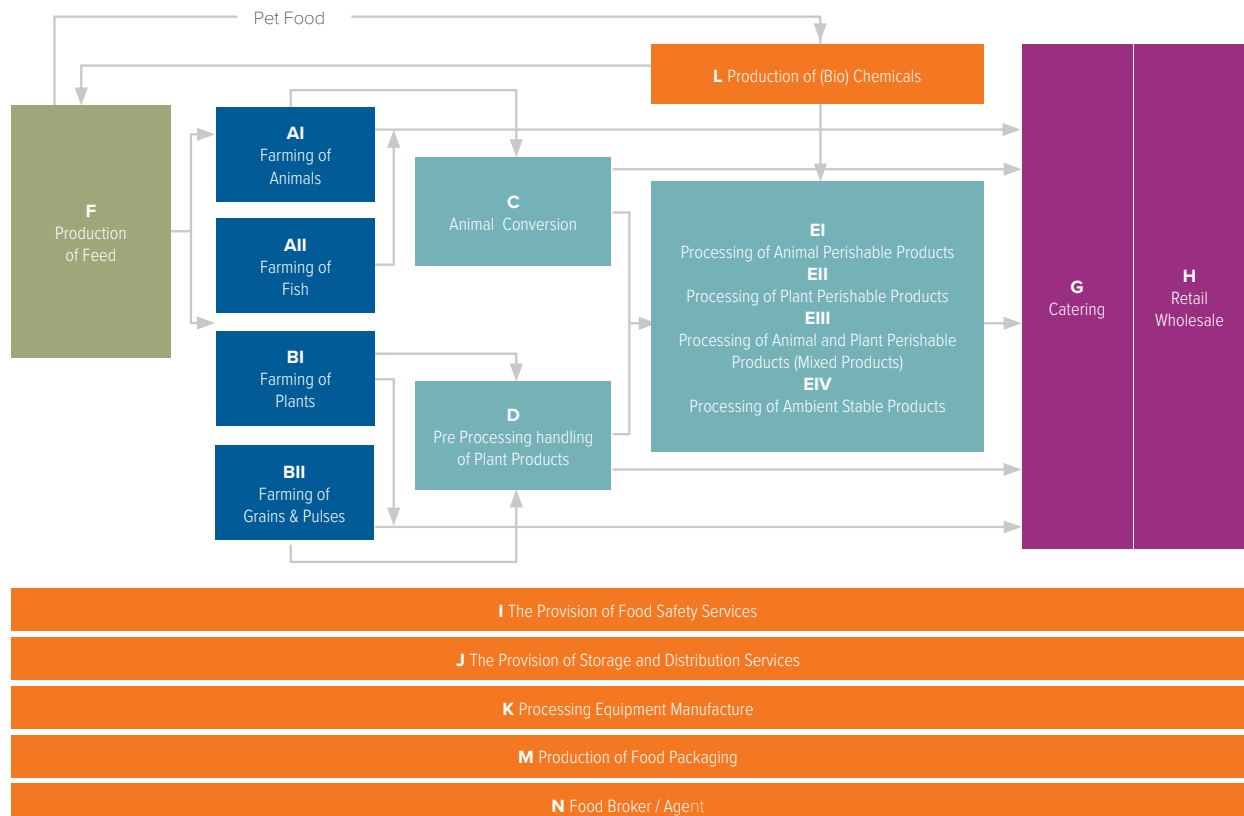 Pet Food
L Production of (Bio) Chemicals
F
Production
of Feed
AI
Farming of
Animals
AII
Farming of
Fish
BI
Farming of
Plants
BII
Farming of
Grains & Pulses
C
Animal Conversion
D
Pre Processing handling
of Plant Products
EI
Processing of Animal Perishable Products
EII
Processing of Plant Perishable Products
EIII
Processing of Animal and Plant Perishable
Products (Mixed Products)
EIV
Processing of Ambient Stable Products
G
Catering
H
Retail
Wholesale
I The Provision of Food Safety Services
J The Provision of Storage and Distribution Services
K Processing Equipment Manufacture
M Production of Food Packaging
N Food Broker / Agent